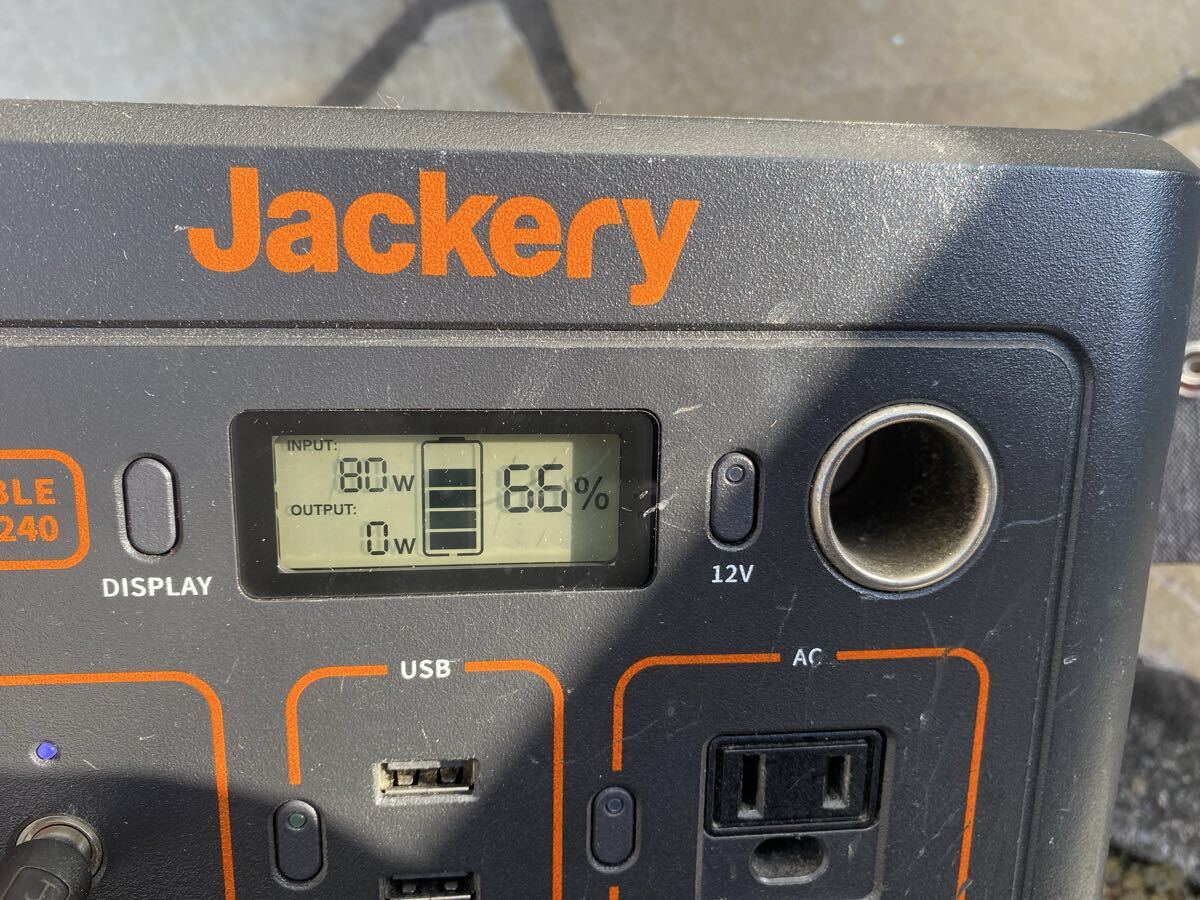 Jackery
BLE
240
DISPLAY
INPUT:
80W
OUTPUT:
0W
66%
12V
USB
AC